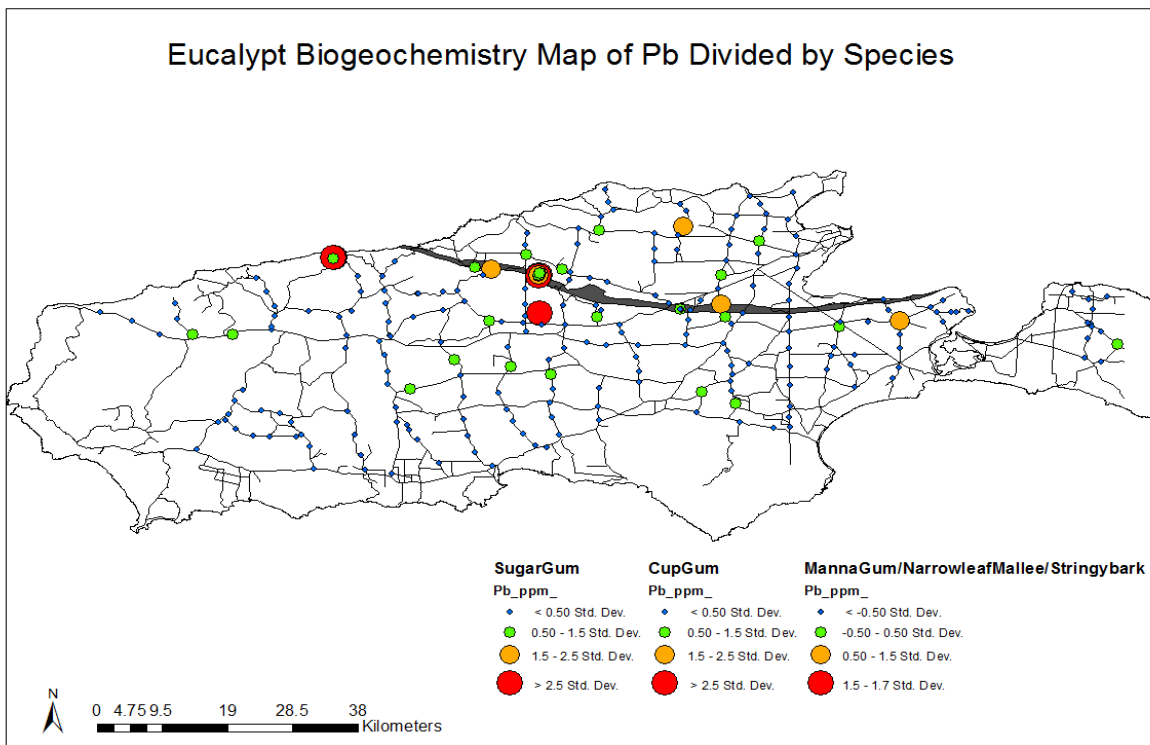 Eucalypt Biogeochemistry Map of Pb Divided by Species
SugarGum CupGum MannaGum/NarrowleafMallee/Stringybark
Pb_ppm_ Pb_ppm_ Pb_ppm_
< 0.50 Std. Dev. < 0.50 Std. Dev. < -0.50 Std. Dev.
0.50 - 1.5 Std. Dev. 0.50 - 1.5 Std. Dev. -0.50 - 0.50 Std. Dev.
1.5 - 2.5 Std. Dev. 1.5 - 2.5 Std. Dev. 0.50 - 1.5 Std. Dev.
> 2.5 Std. Dev. > 2.5 Std. Dev. 1.5 - 1.7 Std. Dev.
N
0 4.75 9.5 19 28.5 38
Kilometers